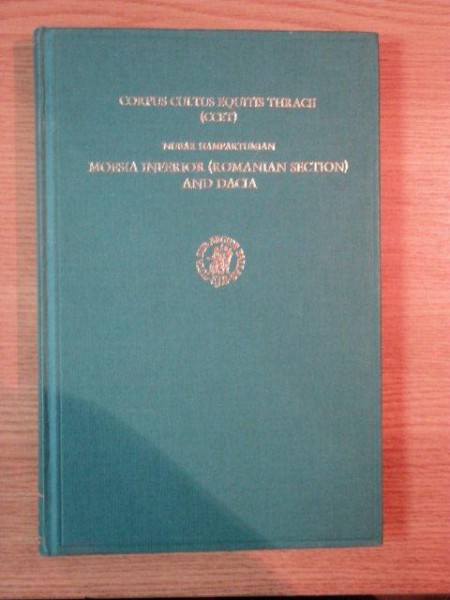 CORPUS CULTUS EQUITIS THRACII
(CCET)
NUBAR HAMPARTUMIAN
MOESIA INFERIOR (ROMANIAN SECTION)
AND DACIA